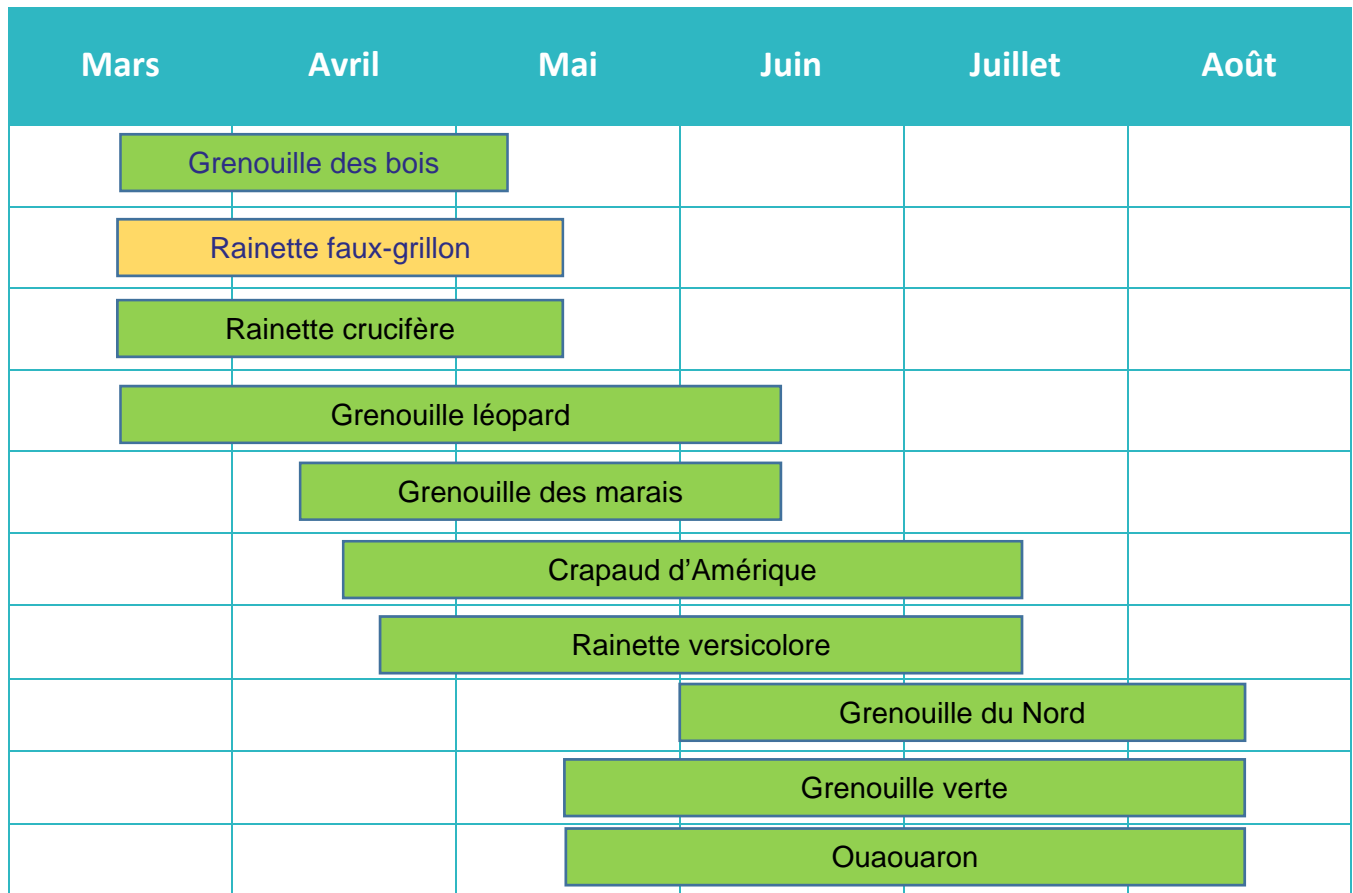 Mars Avril Mai Juin Juillet Août
Grenouille des bois
Rainette faux-grillon
Rainette crucifère
Grenouille léopard
Grenouille des marais
Crapaud d’Amérique
Rainette versicolore
Grenouille du Nord
Grenouille verte
Ouaouaron